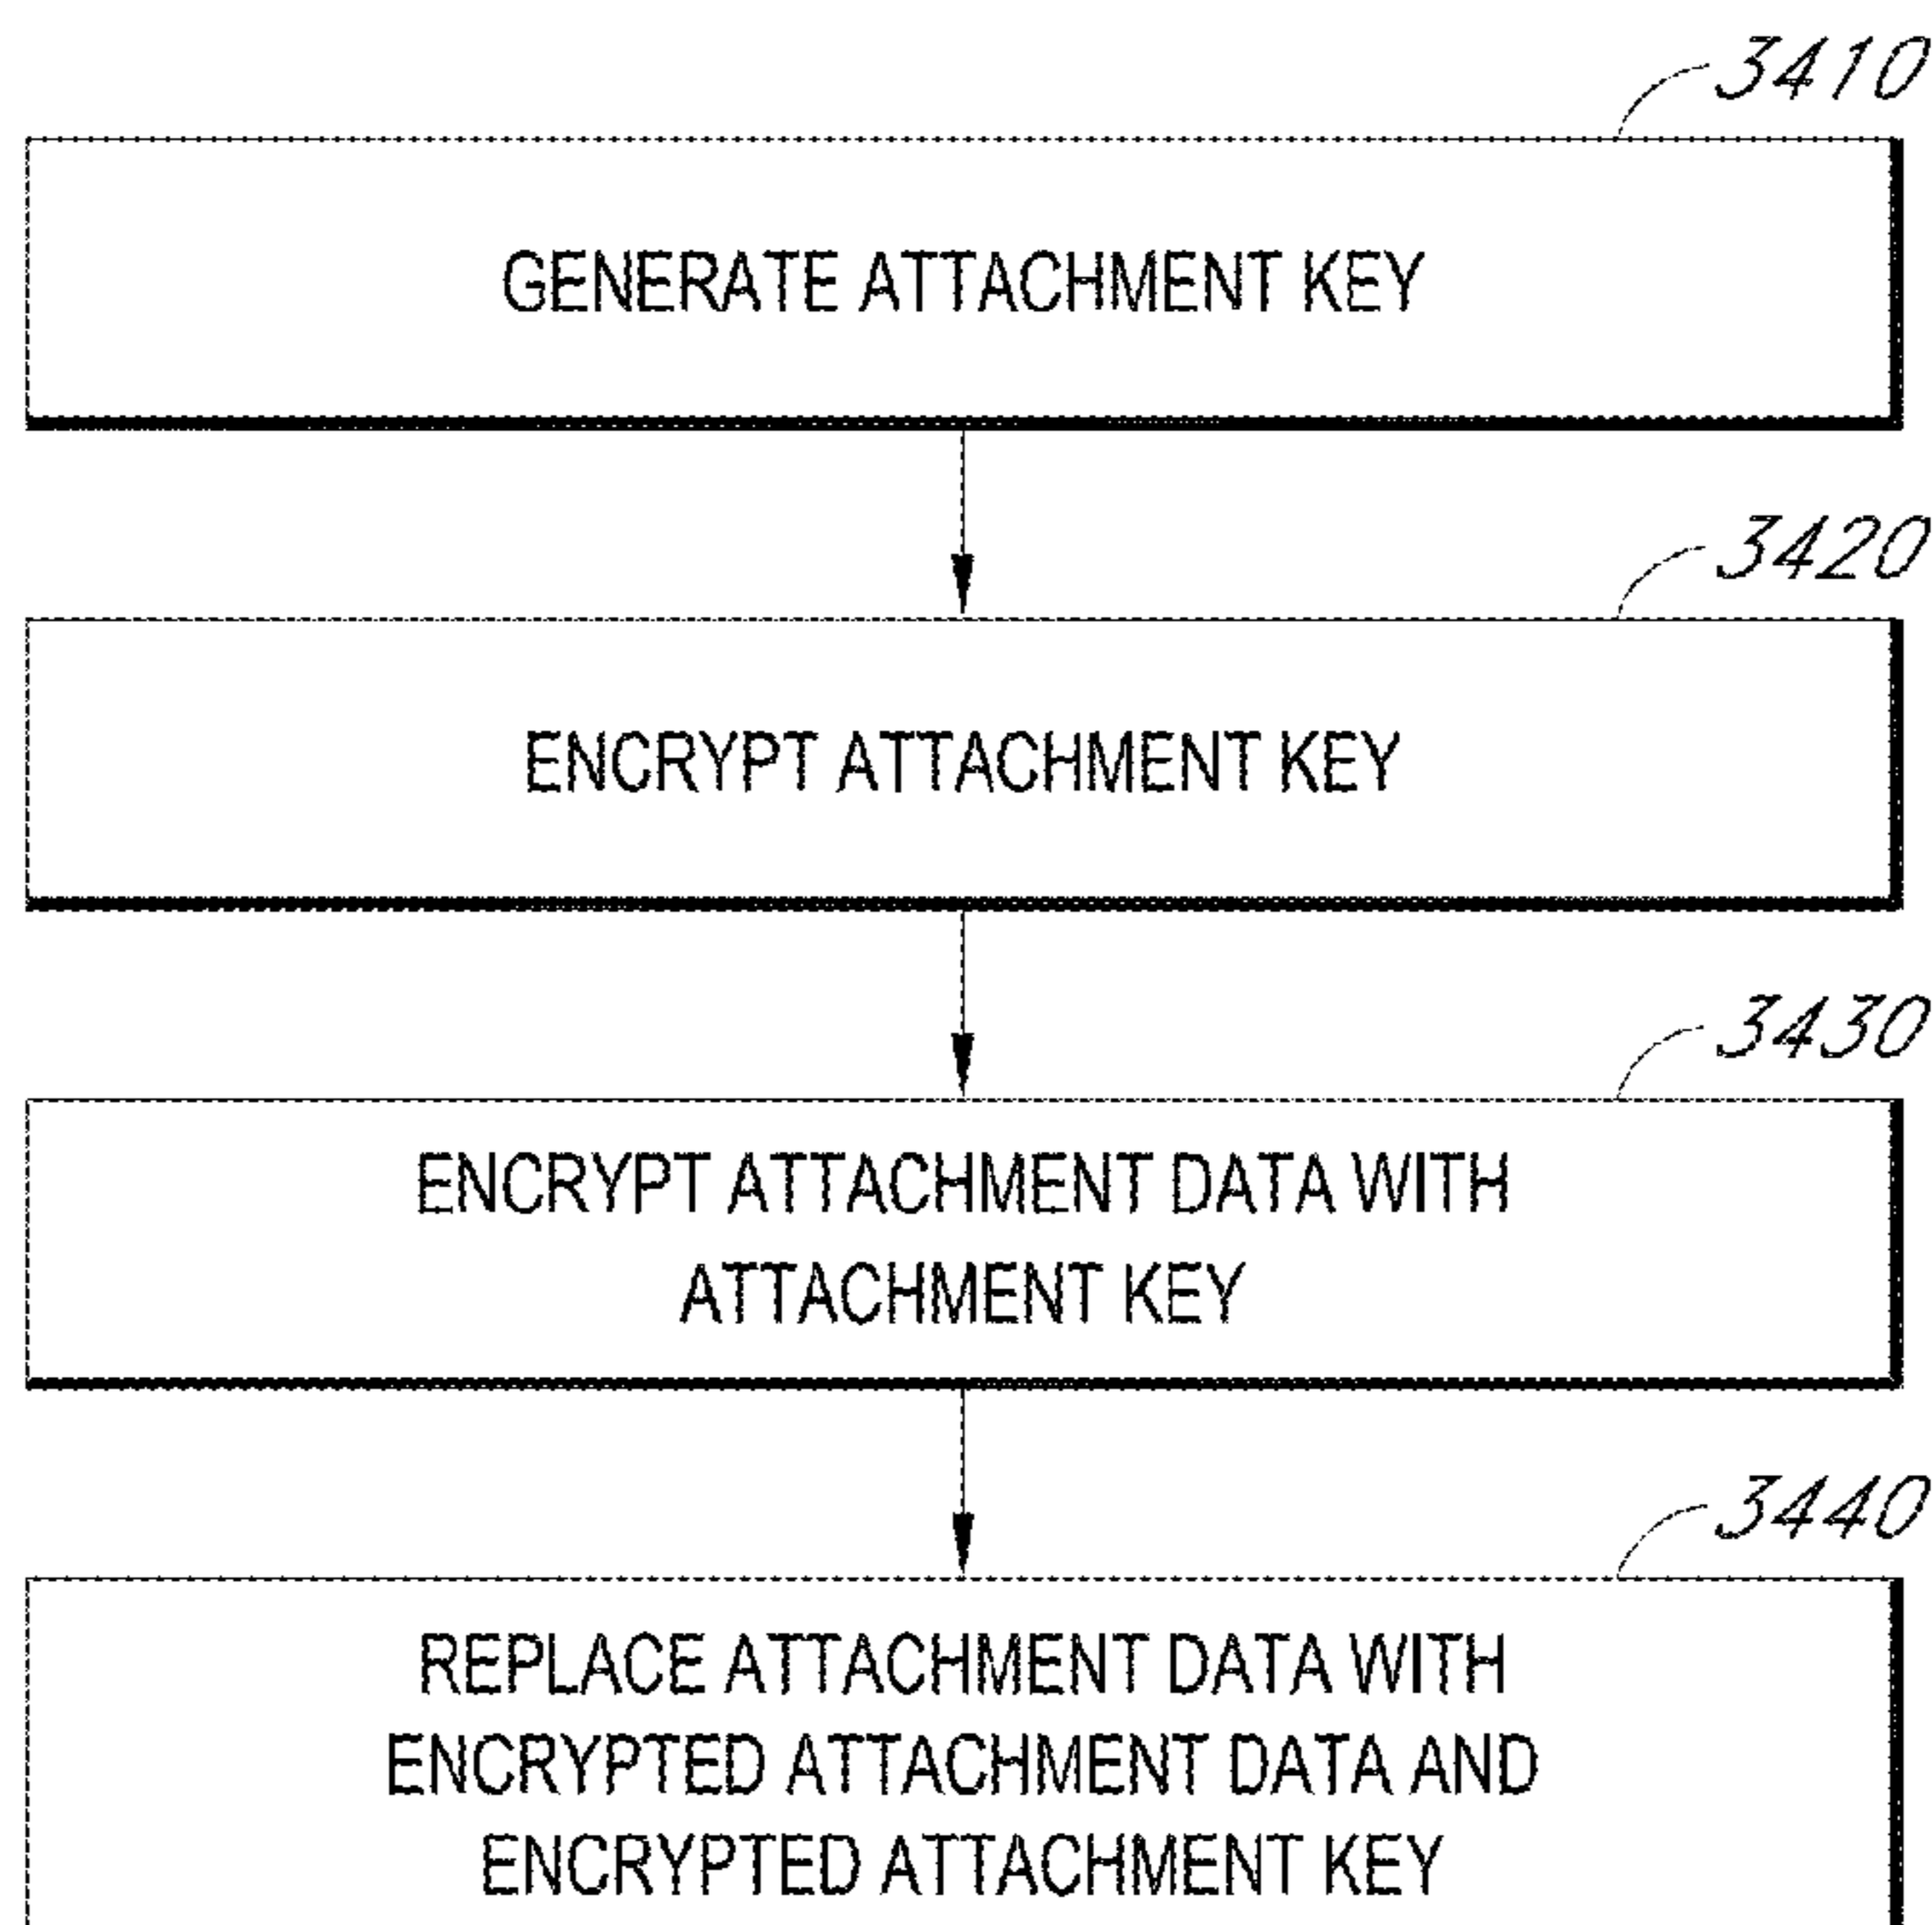 3410
GENERATE ATTACHMENT KEY
3420
ENCRYPT ATTACHMENT KEY
3430
ENCRYPT ATTACHMENT DATA WITH
ATTACHMENT KEY
3440
REPLACE ATTACHMENT DATA WITH
ENCRYPTED ATTACHMENT DATA AND
ENCRYPTED ATTACHMENT KEY